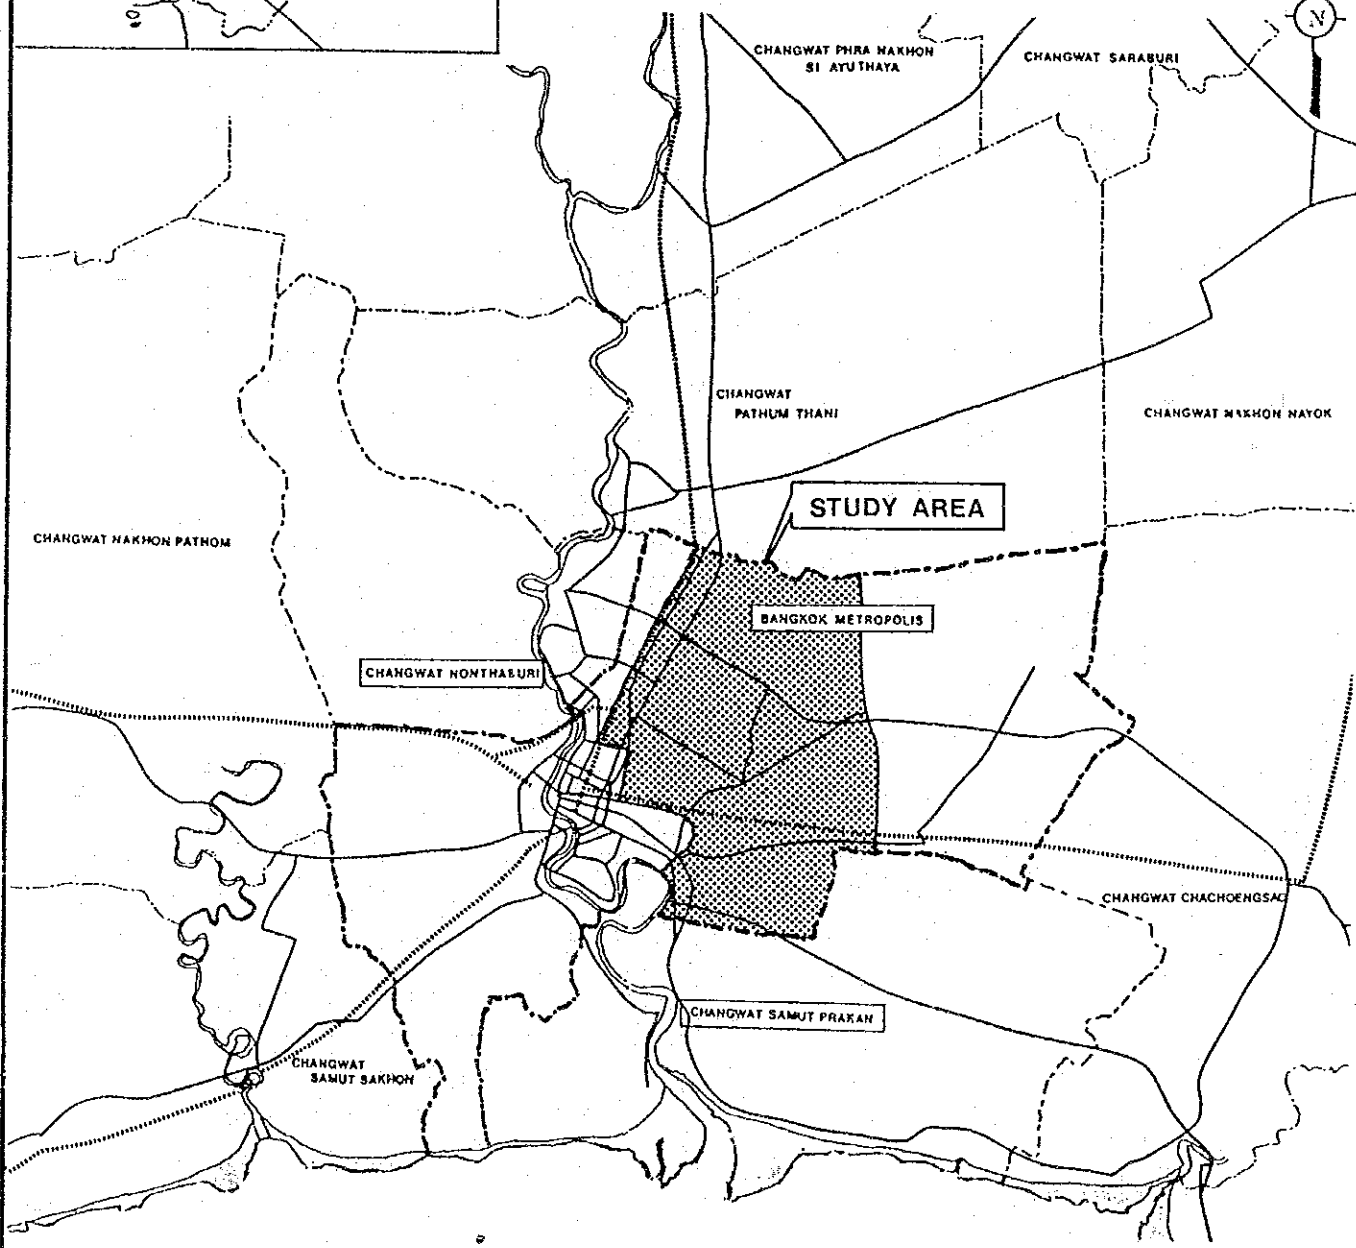 N
CHANGWAT PHRA NAKHON
SI AYUTHAYA
CHANGWAT SARABURI
CHANGWAT
PATHUM THANI
CHANGWAT NAKHON NAYOK
STUDY AREA
CHANGWAT NAKHON PATHOM
BANGKOK METROPOLIS
CHANGWAT NONTHABURI
CHANGWAT CHACHOENGSAO
CHANGWAT SAMUT PRAKAN
CHANGWAT
SAMUT SAKHON